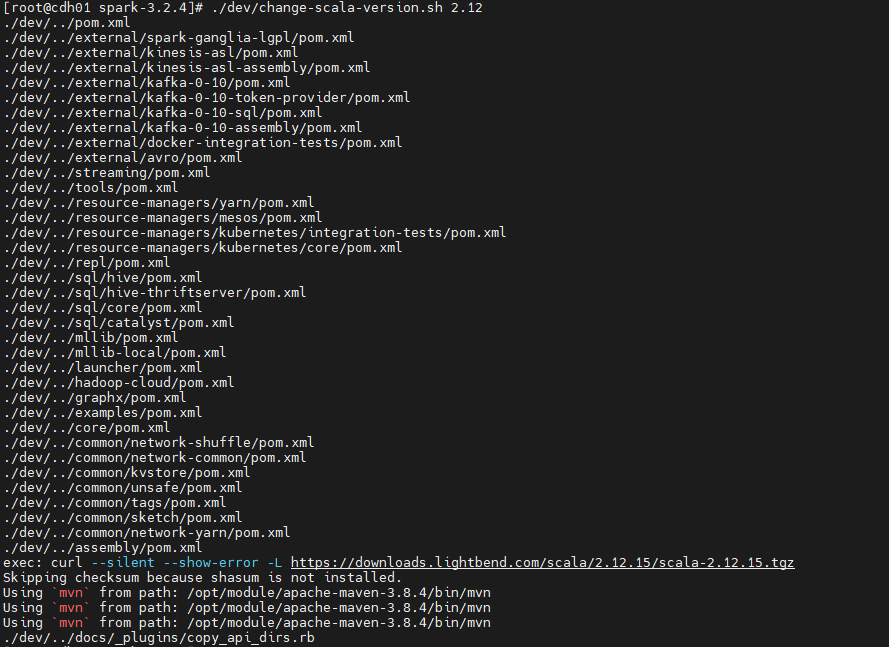 [root@cdh01 spark-3.2.4]# ./dev/change-scala-version.sh 2.12
./dev/../pom.xml
./dev/../external/spark-ganglia-lgpl/pom.xml
./dev/../external/kinesis-asl/pom.xml
./dev/../external/kinesis-asl-assembly/pom.xml
./dev/../external/kafka-0-10/pom.xml
./dev/../external/kafka-0-10-token-provider/pom.xml
./dev/../external/kafka-0-10-sql/pom.xml
./dev/../external/kafka-0-10-assembly/pom.xml
./dev/../external/docker-integration-tests/pom.xml
./dev/../external/avro/pom.xml
./dev/../streaming/pom.xml
./dev/../tools/pom.xml
./dev/../resource-managers/yarn/pom.xml
./dev/../resource-managers/mesos/pom.xml
./dev/../resource-managers/kubernetes/integration-tests/pom.xml
./dev/../resource-managers/kubernetes/core/pom.xml
./dev/../repl/pom.xml
./dev/../sql/hive/pom.xml
./dev/../sql/hive-thriftserver/pom.xml
./dev/../sql/core/pom.xml
./dev/../sql/catalyst/pom.xml
./dev/../mllib/pom.xml
./dev/../mllib-local/pom.xml
./dev/../launcher/pom.xml
./dev/../hadoop-cloud/pom.xml
./dev/../graphx/pom.xml
./dev/../examples/pom.xml
./dev/../core/pom.xml
./dev/../common/network-shuffle/pom.xml
./dev/../common/network-common/pom.xml
./dev/../common/kvstore/pom.xml
./dev/../common/unsafe/pom.xml
./dev/../common/tags/pom.xml
./dev/../common/sketch/pom.xml
./dev/../common/network-yarn/pom.xml
./dev/../assembly/pom.xml
exec: curl --silent --show-error -L https://downloads.lightbend.com/scala/2.12.15/scala-2.12.15.tgz
Skipping checksum because shasum is not installed.
Using `mvn` from path: /opt/module/apache-maven-3.8.4/bin/mvn
Using `mvn` from path: /opt/module/apache-maven-3.8.4/bin/mvn
Using `mvn` from path: /opt/module/apache-maven-3.8.4/bin/mvn
./dev/../docs/_plugins/copy_api_dirs.rb